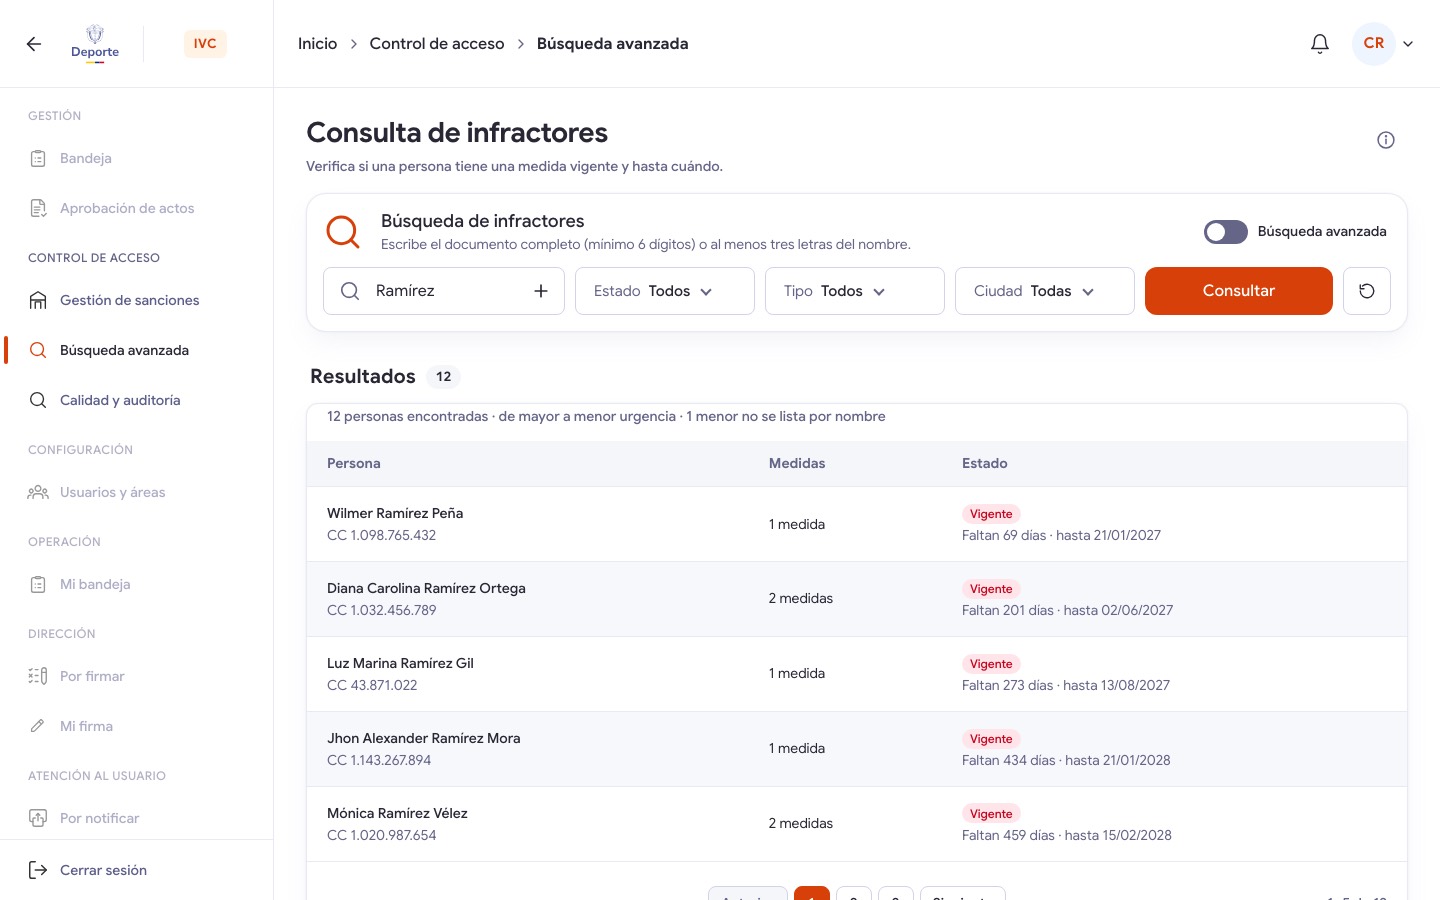 Deporte
IVC
Inicio > Control de acceso > Búsqueda avanzada
CR
GESTIÓN
Bandeja
Aprobación de actos
CONTROL DE ACCESO
Gestión de sanciones
Búsqueda avanzada
Calidad y auditoría
CONFIGURACIÓN
Usuarios y áreas
OPERACIÓN
Mi bandeja
DIRECCIÓN
Por firmar
Mi firma
ATENCIÓN AL USUARIO
Por notificar
Cerrar sesión
Consulta de infractores
Verifica si una persona tiene una medida vigente y hasta cuándo.
Búsqueda de infractores
Escribe el documento completo (mínimo 6 dígitos) o al menos tres letras del nombre.
Búsqueda avanzada
Ramírez
Estado Todos
Tipo Todos
Ciudad Todas
Consultar
Resultados 12
12 personas encontradas · de mayor a menor urgencia · 1 menor no se lista por nombre
Persona Medidas Estado
Wilmer Ramírez Peña
CC 1.098.765.432
1 medida
Vigente
Faltan 69 días · hasta 21/01/2027
Diana Carolina Ramírez Ortega
CC 1.032.456.789
2 medidas
Vigente
Faltan 201 días · hasta 02/06/2027
Luz Marina Ramírez Gil
CC 43.871.022
1 medida
Vigente
Faltan 273 días · hasta 13/08/2027
Jhon Alexander Ramírez Mora
CC 1.143.267.894
1 medida
Vigente
Faltan 434 días · hasta 21/01/2028
Mónica Ramírez Vélez
CC 1.020.987.654
2 medidas
Vigente
Faltan 459 días · hasta 15/02/2028